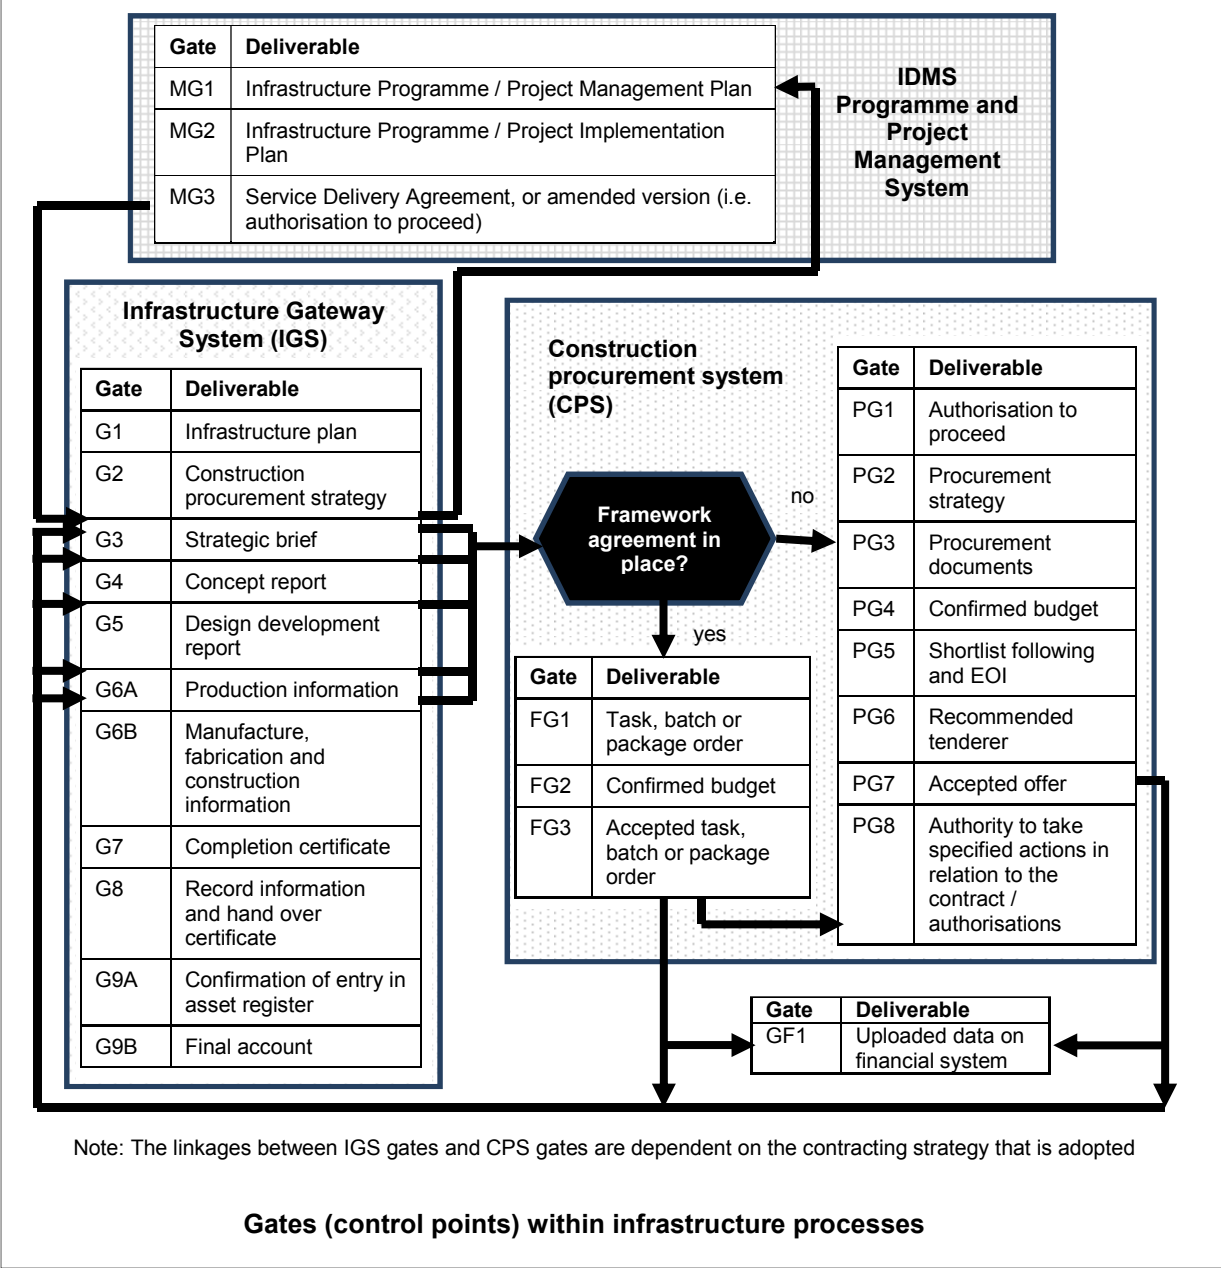 Gate Deliverable
MG1 Infrastructure Programme / Project Management Plan
MG2 Infrastructure Programme / Project Implementation
Plan
MG3 Service Delivery Agreement, or amended version (i.e.
authorisation to proceed)
IDMS
Programme and
Project
Management
System
Infrastructure Gateway
System (IGS)
Gate Deliverable
G1 Infrastructure plan
G2 Construction
procurement strategy
G3 Strategic brief
G4 Concept report
G5 Design development
report
G6A Production information
G6B Manufacture,
fabrication and
construction
information
G7 Completion certificate
G8 Record information
and hand over
certificate
G9A Confirmation of entry in
asset register
G9B Final account
Construction
procurement system
(CPS)
Framework
agreement in
place?
no
yes
Gate Deliverable
FG1 Task, batch or
package order
FG2 Confirmed budget
FG3 Accepted task,
batch or package
order
Gate Deliverable
PG1 Authorisation to
proceed
PG2 Procurement
strategy
PG3 Procurement
documents
PG4 Confirmed budget
PG5 Shortlist following
and EOI
PG6 Recommended
tenderer
PG7 Accepted offer
PG8 Authority to take
specified actions in
relation to the
contract /
authorisations
Gate Deliverable
GF1 Uploaded data on
financial system
Note: The linkages between IGS gates and CPS gates are dependent on the contracting strategy that is adopted
Gates (control points) within infrastructure processes